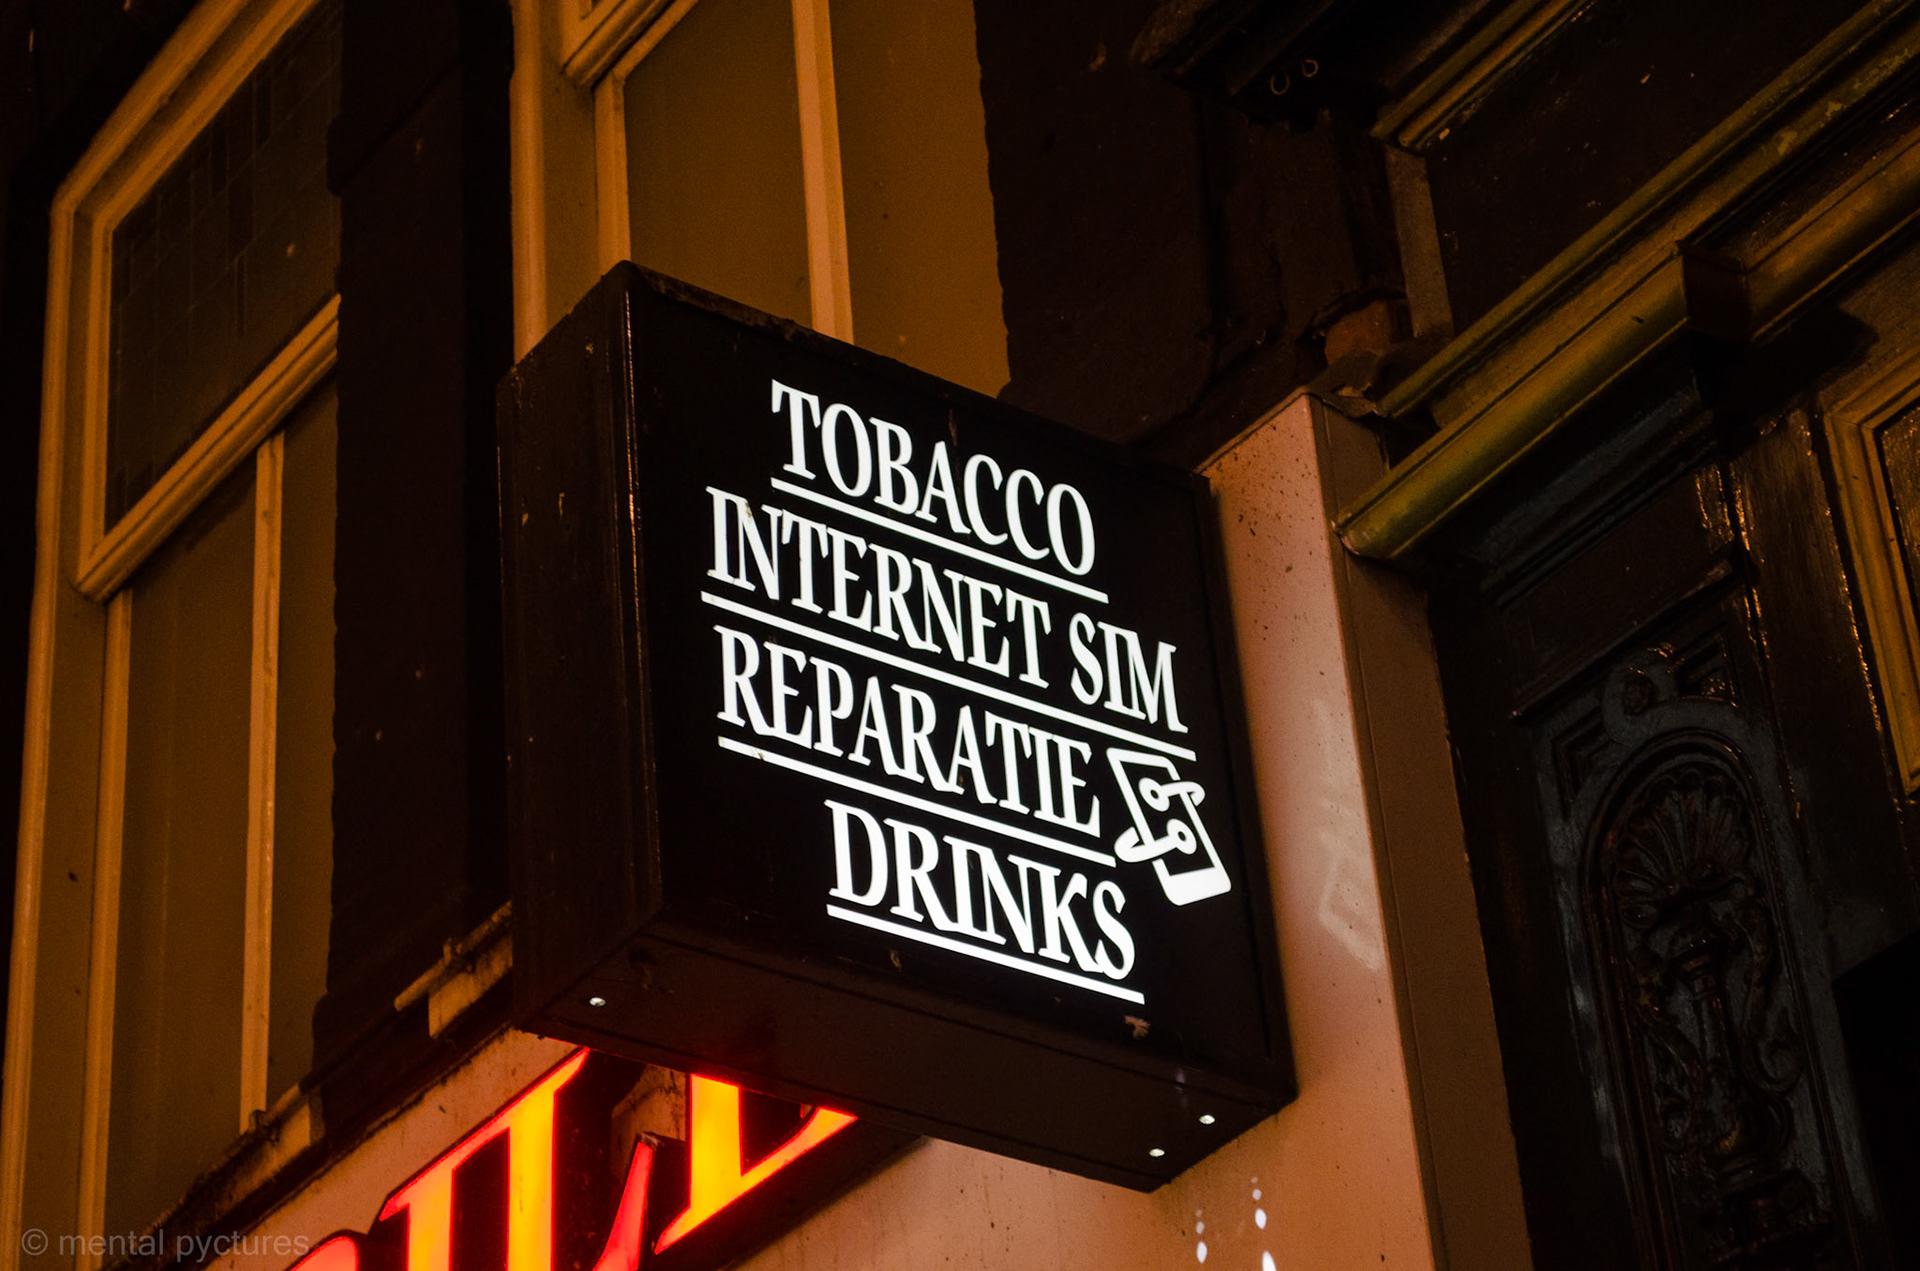 TOBACCO
INTERNET SIM
REPARATIE
DRINKS
© mental pyctures